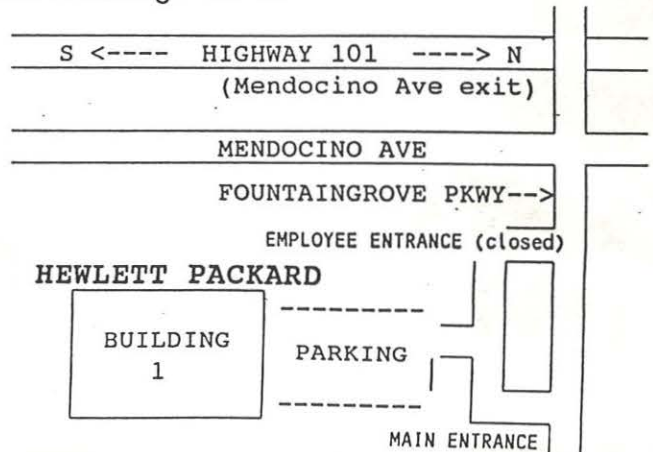 S <---- HIGHWAY 101 ----> N
(Mendocino Ave exit)
MENDOCINO AVE
FOUNTAINGROVE PKWY-->
EMPLOYEE ENTRANCE (closed)
HEWLETT PACKARD
BUILDING
1
PARKING
MAIN ENTRANCE